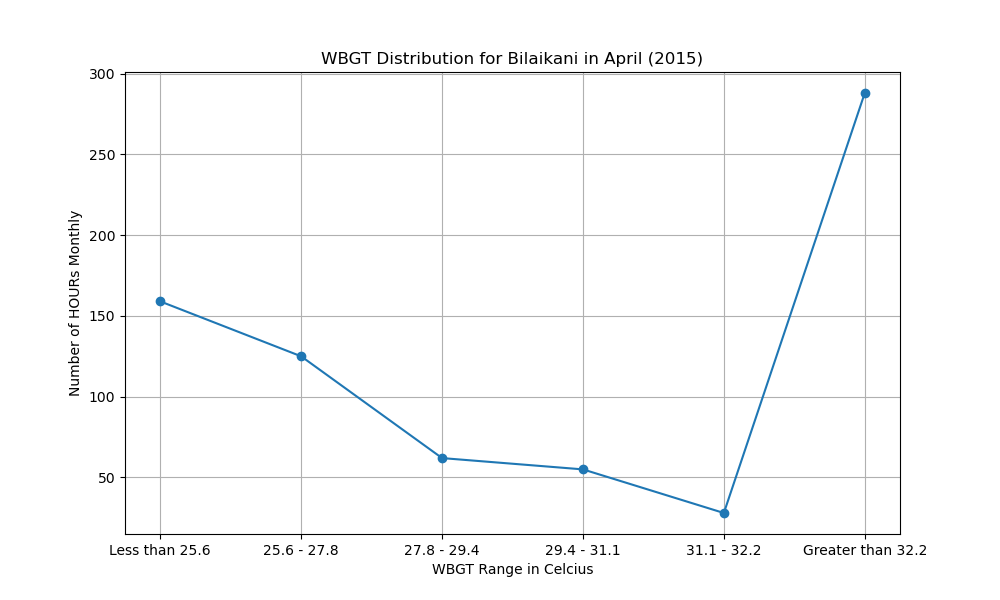 WBGT Distribution for Bilaikani in April (2015)
300
250
200
150
100
50
Number of HOURs Monthly
Less than 25.6
25.6 - 27.8
27.8 - 29.4
29.4 - 31.1
31.1 - 32.2
Greater than 32.2
WBGT Range in Celcius